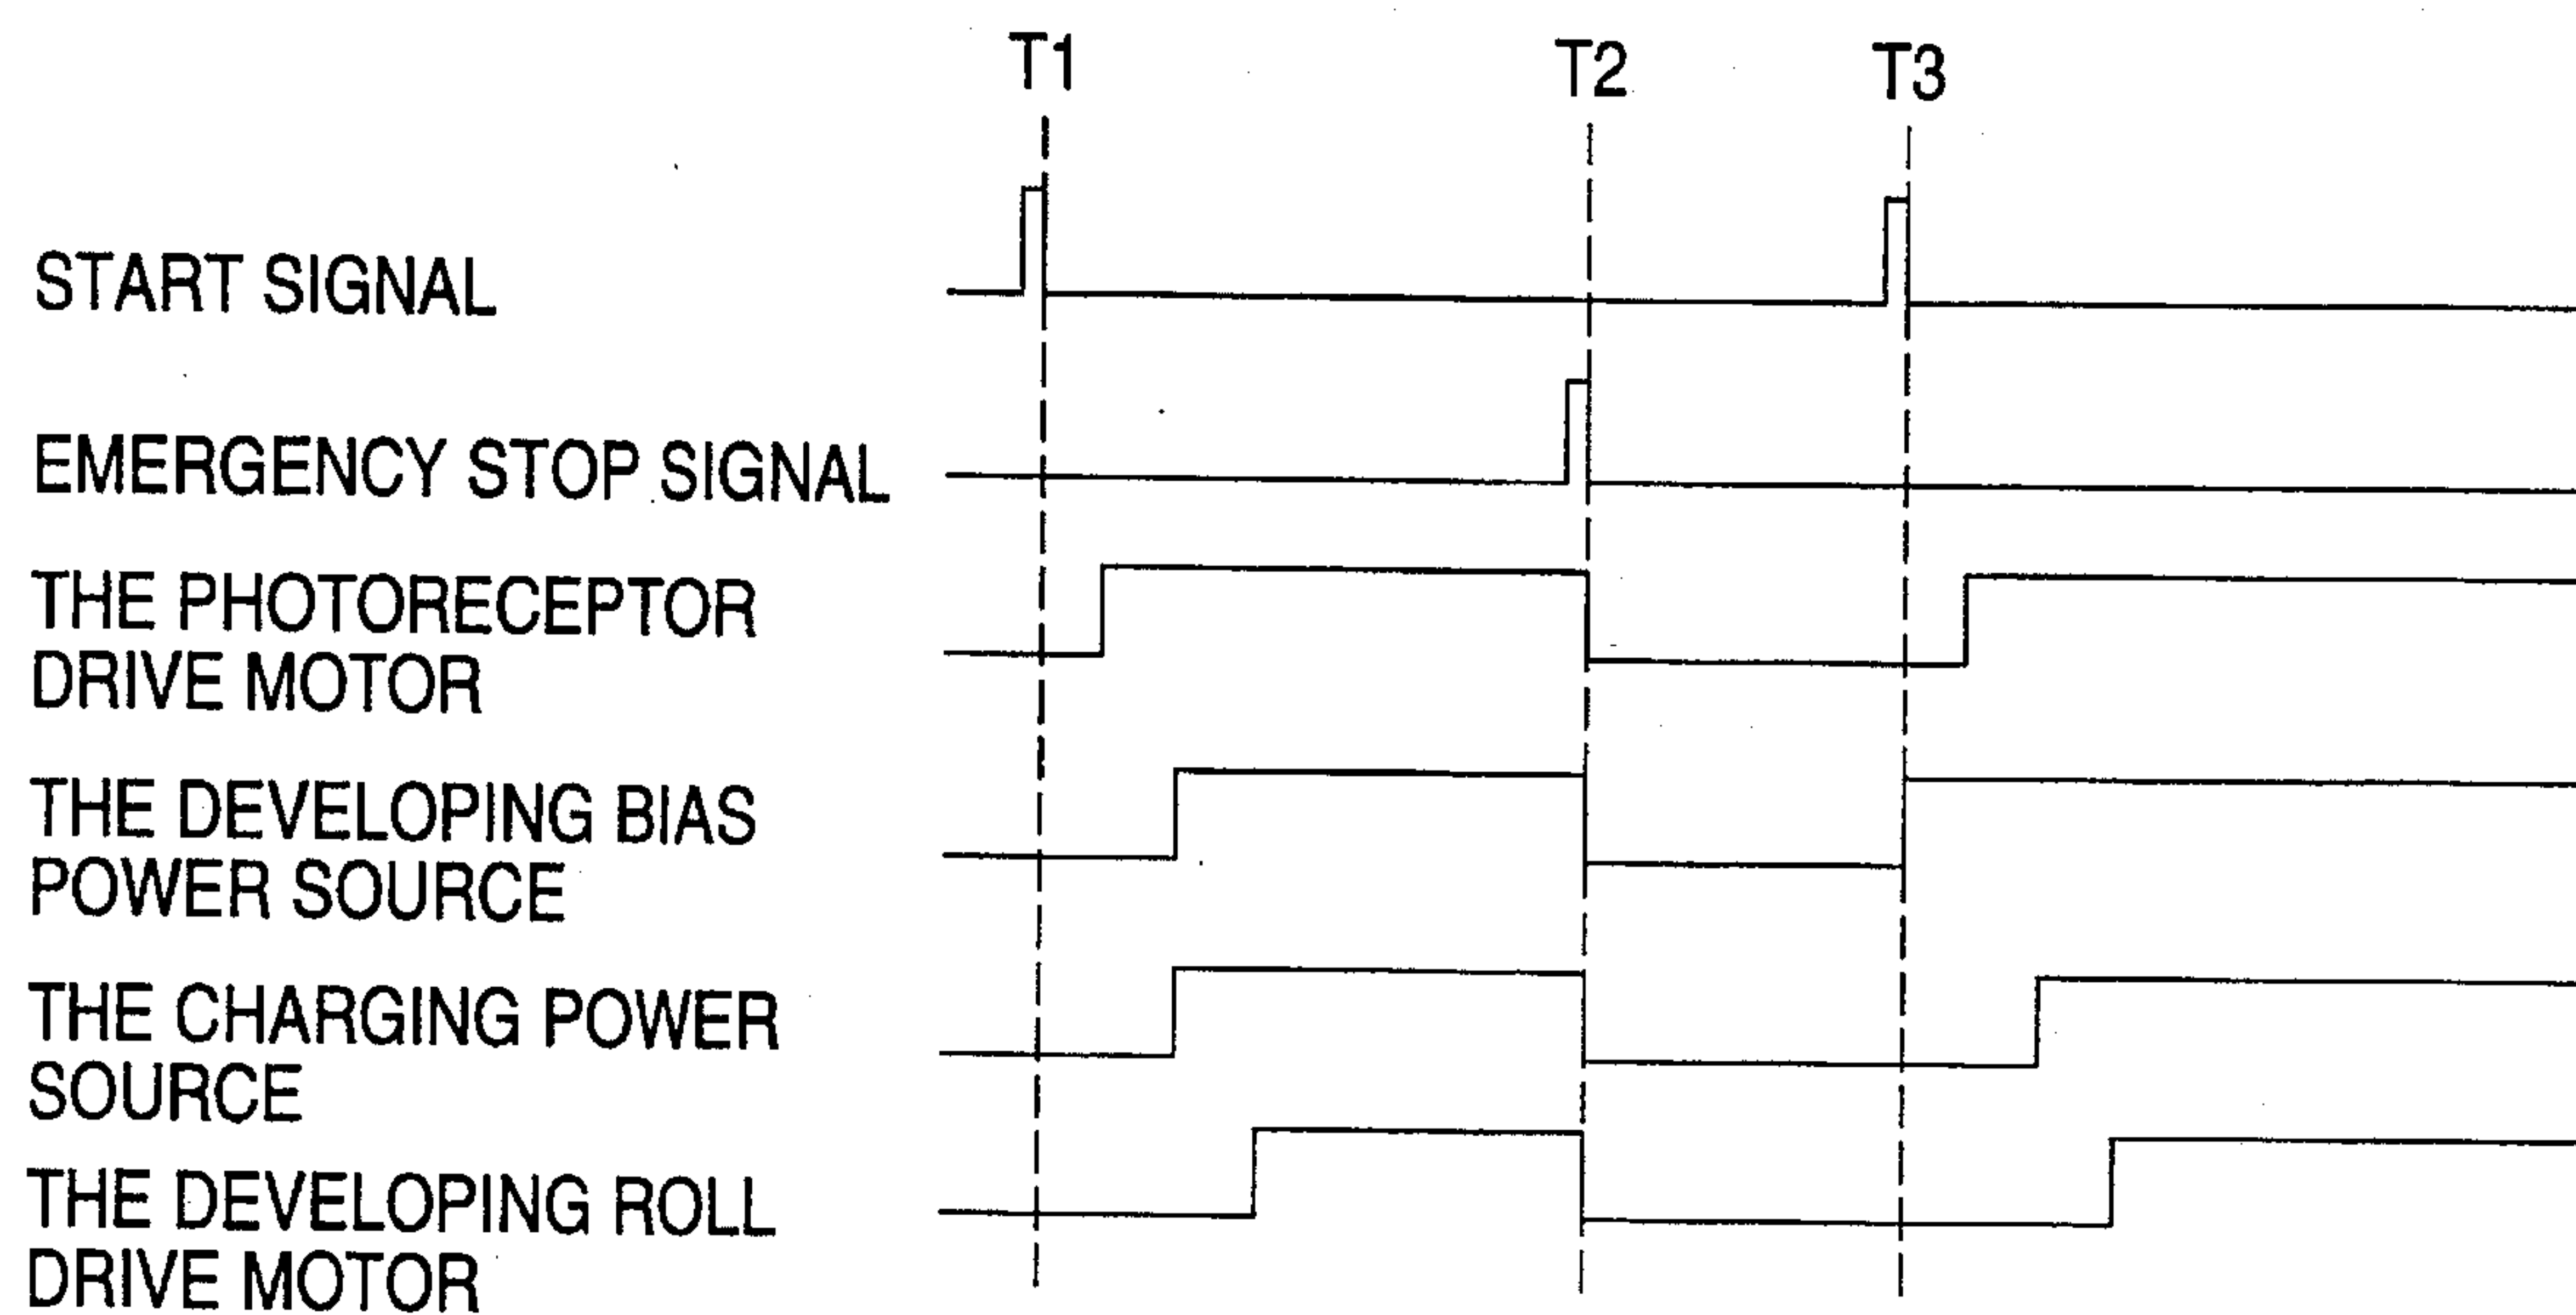 T1
T2
T3
START SIGNAL
EMERGENCY STOP SIGNAL
THE PHOTORECEPTOR
DRIVE MOTOR
THE DEVELOPING BIAS
POWER SOURCE
THE CHARGING POWER
SOURCE
THE DEVELOPING ROLL
DRIVE MOTOR